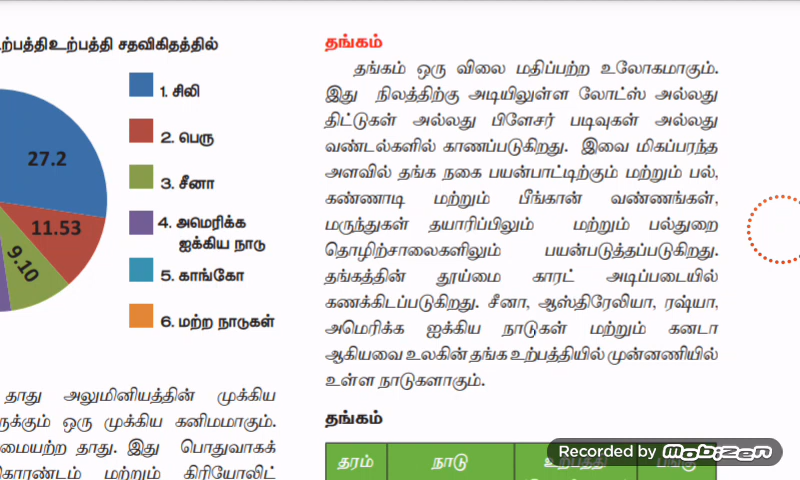 உற்பத்தி சதவிகிதத்தில்
27.2
11.53
9.10
1. சிலி
2. பெரு
3. சீனா
4. அமெரிக்க
ஐக்கிய நாடு
5. காங்கோ
6. மற்ற நாடுகள்
தாது அலுமினியத்தின் முக்கிய
ஒரு முக்கிய கனிமமாகும்.
தாது. இது பொதுவாகக்
மற்றும் கிரியோலிட்
தங்கம்
தங்கம் ஒரு விலை மதிப்பற்ற உலோகமாகும்.
இது நிலத்திற்கு அடியிலுள்ள லோட்ஸ் அல்லது
திட்டுகள் அல்லது பிளேசர் படிவுகள் அல்லது
வண்டல்களில் காணப்படுகிறது. இவை மிகப்பரந்த
அளவில் தங்க நகை பயன்பாட்டிற்கும் மற்றும் பல்,
கண்ணாடி மற்றும் பீங்கான் வண்ணங்கள்,
மருந்துகள் தயாரிப்பிலும் மற்றும் பல்துறை
தொழிற்சாலைகளிலும் பயன்படுத்தப்படுகிறது.
தங்கத்தின் தூய்மை காரட் அடிப்படையில்
கணக்கிடப்படுகிறது. சீனா, ஆஸ்திரேலியா, ரஷ்யா,
அமெரிக்க ஐக்கிய நாடுகள் மற்றும் கனடா
ஆகியவை உலகின் தங்க உற்பத்தியில் முன்னணியில்
உள்ள நாடுகளாகும்.
தங்கம்
தரம் நாடு
Recorded by mobizen